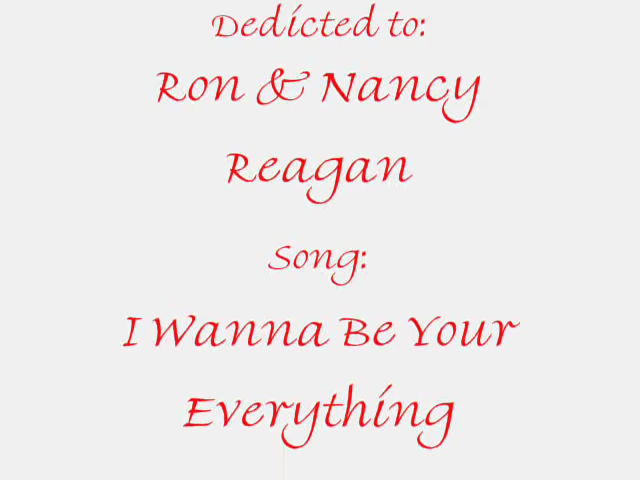 Dedicted to:
Ron & Nancy
Reagan
Song:
I Wanna Be Your
Everything